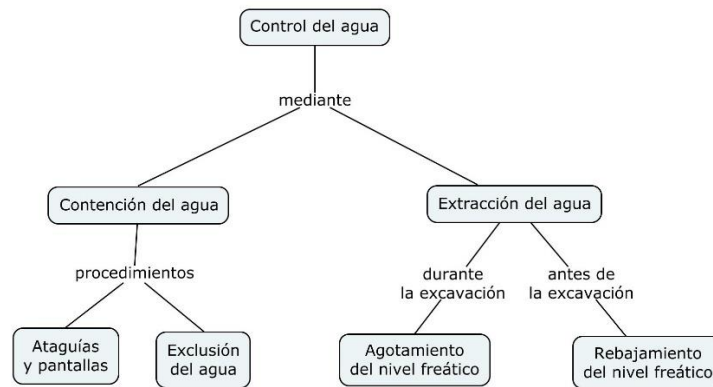 Control del agua
mediante
Contención del agua
Extracción del agua
procedimientos
durante
la excavación
antes de
la excavación
Ataguías
y pantallas
Exclusión
del agua
Agotamiento
del nivel freático
Rebajamiento
del nivel freático